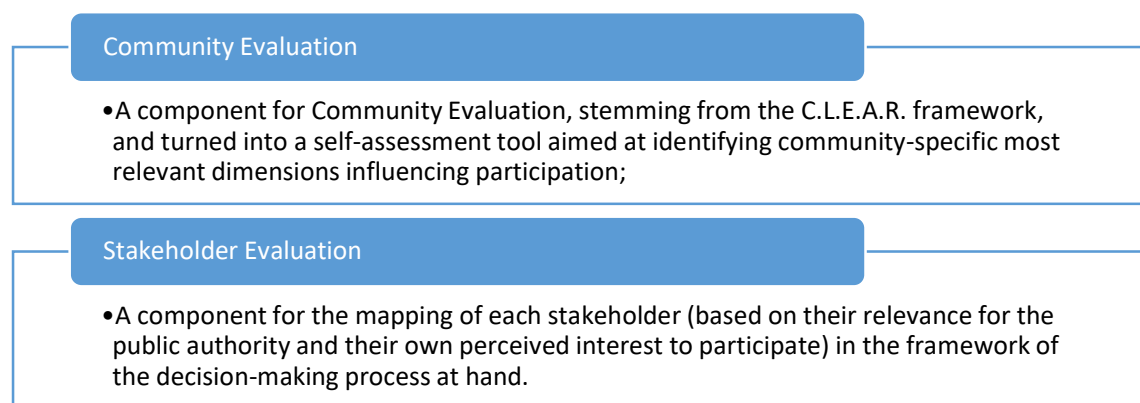 Community Evaluation
•A component for Community Evaluation, stemming from the C.L.E.A.R. framework,
and turned into a self-assessment tool aimed at identifying community-specific most
relevant dimensions influencing participation;
Stakeholder Evaluation
•A component for the mapping of each stakeholder (based on their relevance for the
public authority and their own perceived interest to participate) in the framework of
the decision-making process at hand.